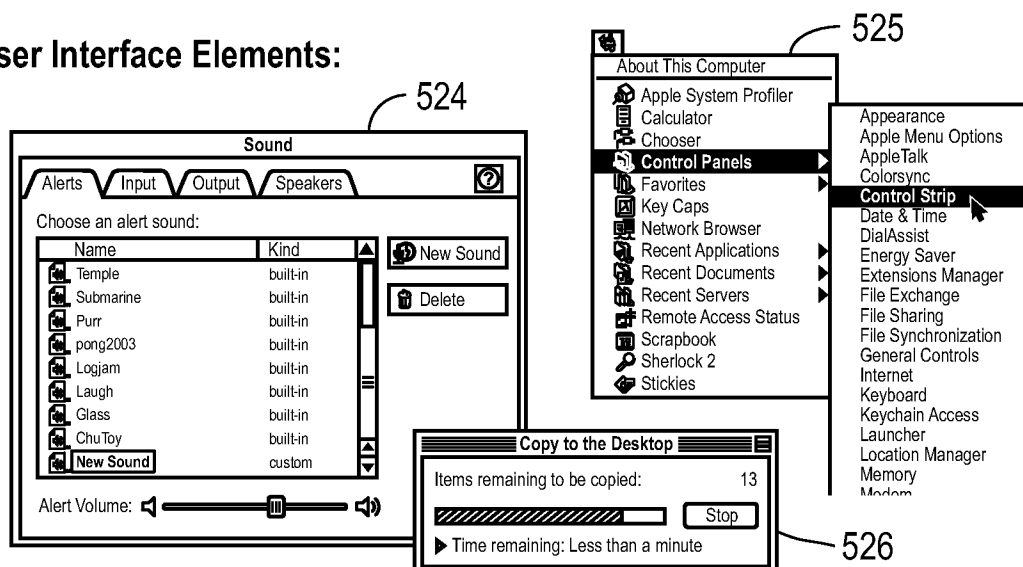 ser Interface Elements:
524
Sound
Alerts Input Output Speakers
Choose an alert sound:
Name Kind
Temple built-in
Submarine built-in
Purr built-in
pong2003 built-in
Logjam built-in
Laugh built-in
Glass built-in
ChuToy built-in
New Sound custom
New Sound
Delete
Alert Volume:
525
About This Computer
Apple System Profiler
Calculator
Chooser
Control Panels
Favorites
Key Caps
Network Browser
Recent Applications
Recent Documents
Recent Servers
Remote Access Status
Scrapbook
Sherlock 2
Stickies
Appearance
Apple Menu Options
AppleTalk
Colorsync
Control Strip
Date & Time
DialAssist
Energy Saver
Extensions Manager
File Exchange
File Sharing
File Synchronization
General Controls
Internet
Keyboard
Keychain Access
Launcher
Location Manager
Memory
Modem
Copy to the Desktop
Items remaining to be copied: 13
Stop
Time remaining: Less than a minute
526